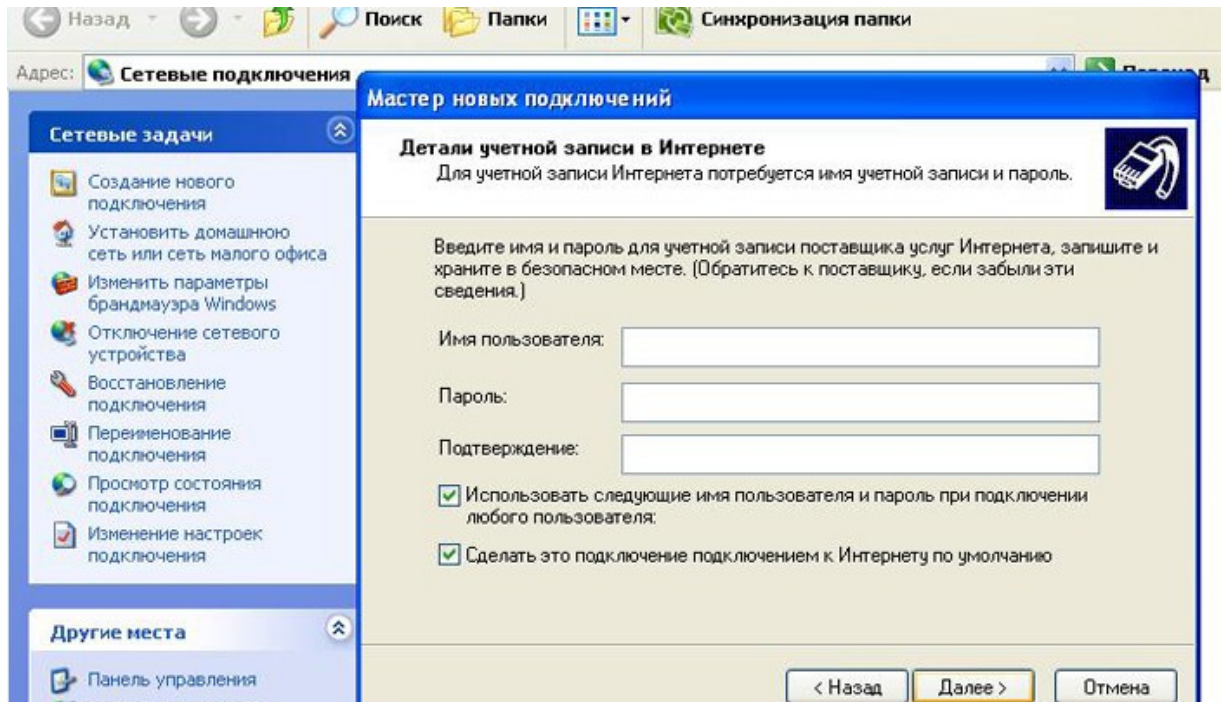 Назад
Поиск
Папки
Синхронизация папки
Адрес:
Сетевые подключения
Сетевые задачи
Создание нового
подключения
Установить домашнюю
сеть или сеть малого офиса
Изменить параметры
брандмауэра Windows
Отключение сетевого
устройства
Восстановление
подключения
Переименование
подключения
Просмотр состояния
подключения
Изменение настроек
подключения
Другие места
Панель управления
Мастер новых подключений
Детали учетной записи в Интернете
Для учетной записи Интернета потребуется имя учетной записи и пароль.
Введите имя и пароль для учетной записи поставщика услуг Интернета, запишите и
храните в безопасном месте. (Обратитесь к поставщику, если забыли эти
сведения.)
Имя пользователя:
Пароль:
Подтверждение:
Использовать следующие имя пользователя и пароль при подключении
любого пользователя:
Сделать это подключение подключением к Интернету по умолчанию
< Назад
Далее >
Отмена